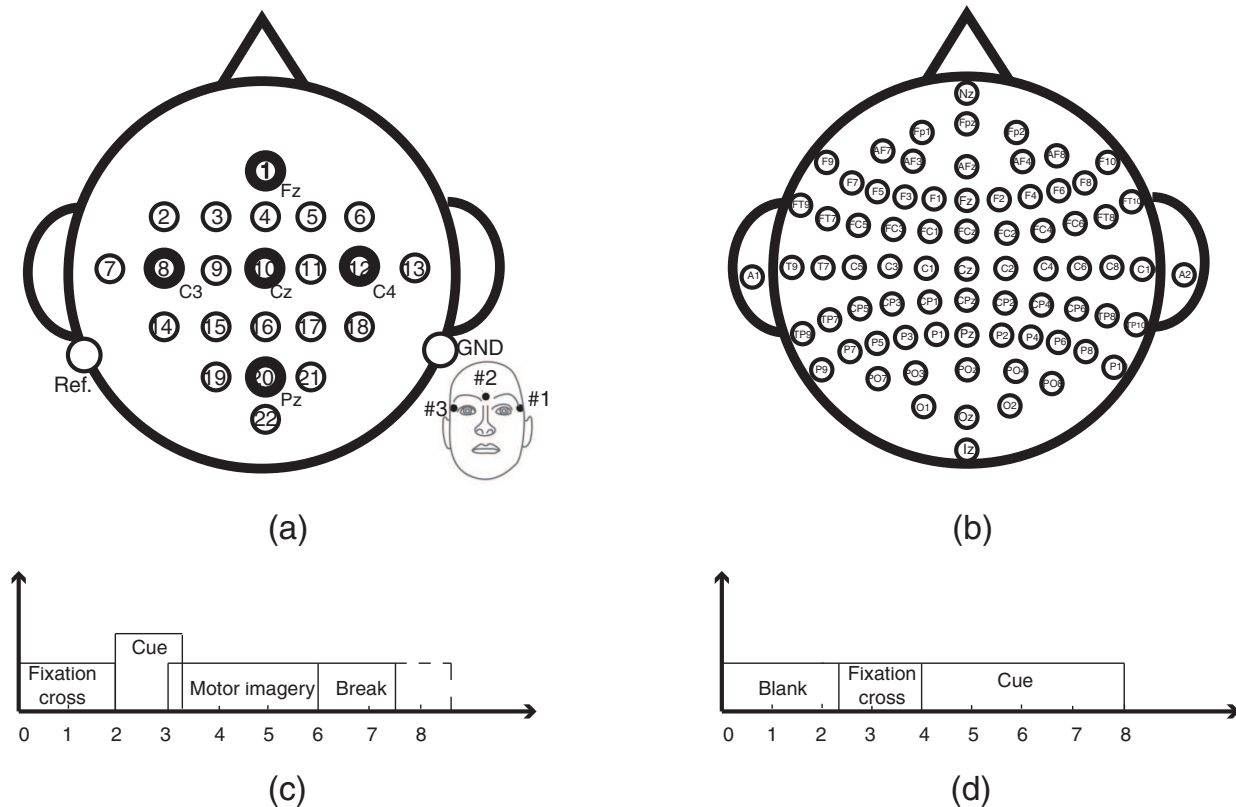 1
Fz
2 3 4 5 6
7 8 9 10 11 12 13
C3 Cz C4
14 15 16 17 18
Ref. GND
19 20 21
Pz
22
#2
#3 #1
(a)
Nz
Fpz
Fp1 Fp2
AF7 AF8
F9 AF3 AFz AF4 F10
F7 F8
F5 F3 F1 Fz F2 F4 F6
FT9 FT10
FT7 FC5 FC3 FC1 FCz FC2 FC4 FC6 FT8
A1 T9 T7 C5 C3 C1 Cz C2 C4 C6 C8 C1 A2
CP5 CP3 CP1 CPz CP2 CP4 CP6
TP9 TP7 TP8 TP10
P7 P5 P3 P1 Pz P2 P4 P6 P8
P9 PO7 PO3 POz PO4 PO8 P1
O1 Oz O2
Iz
(b)
Cue
Fixation
cross
Motor imagery
Break
0 1 2 3 4 5 6 7 8
(c)
Blank
Fixation
cross
Cue
0 1 2 3 4 5 6 7 8
(d)